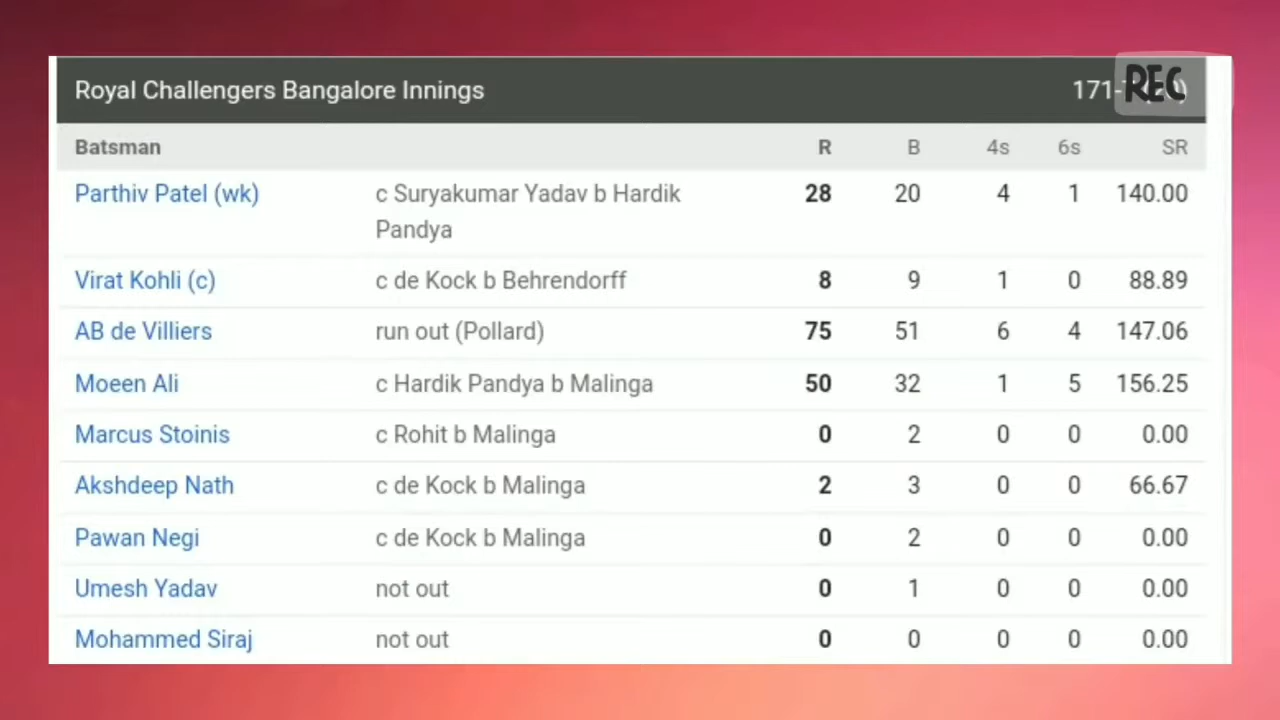 Royal Challengers Bangalore Innings 171-
REC
Batsman R B 4s 6s SR
Parthiv Patel (wk) c Suryakumar Yadav b Hardik 28 20 4 1 140.00
Pandya
Virat Kohli (c) c de Kock b Behrendorff 8 9 1 0 88.89
AB de Villiers run out (Pollard) 75 51 6 4 147.06
Moeen Ali c Hardik Pandya b Malinga 50 32 1 5 156.25
Marcus Stoinis c Rohit b Malinga 0 2 0 0 0.00
Akshdeep Nath c de Kock b Malinga 2 3 0 0 66.67
Pawan Negi c de Kock b Malinga 0 2 0 0 0.00
Umesh Yadav not out 0 1 0 0 0.00
Mohammed Siraj not out 0 0 0 0 0.00